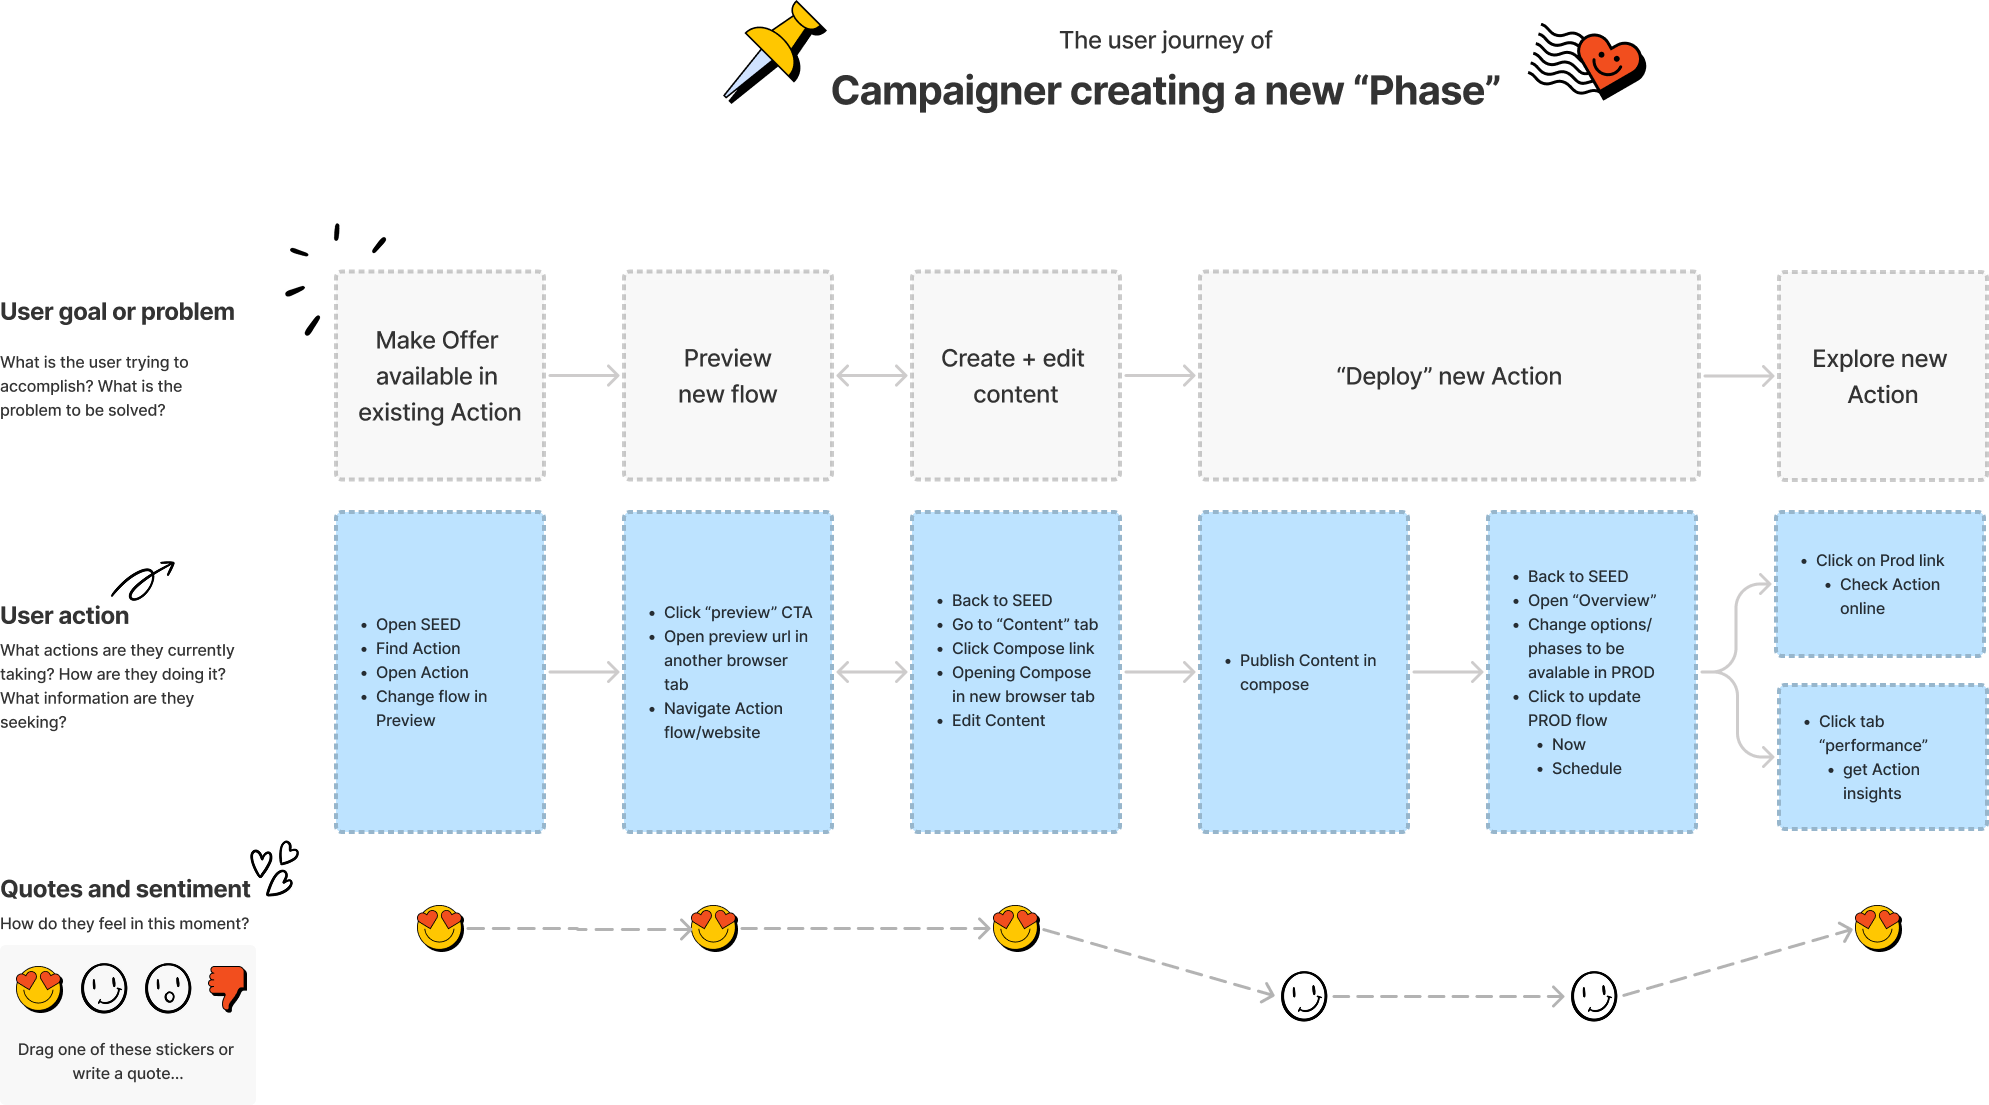 The user journey of
Campaigner creating a new “Phase”
User goal or problem
What is the user trying to
accomplish? What is the
problem to be solved?
Make Offer
available in
existing Action
Preview
new flow
Create + edit
content
“Deploy” new Action
Explore new
Action
User action
What actions are they currently
taking? How are they doing it?
What information are they
seeking?
• Open SEED
• Find Action
• Open Action
• Change flow in
Preview
• Click “preview” CTA
• Open preview url in
another browser
tab
• Navigate Action
flow/website
• Back to SEED
• Go to “Content” tab
• Click Compose link
• Opening Compose
in new browser tab
• Edit Content
• Publish Content in
compose
• Back to SEED
• Open “Overview”
• Change options/
phases to be
avalable in PROD
• Click to update
PROD flow
• Now
• Schedule
• Click on Prod link
• Check Action
online
• Click tab
“performance”
• get Action
insights
Quotes and sentiment
How do they feel in this moment?
Drag one of these stickers or
write a quote...